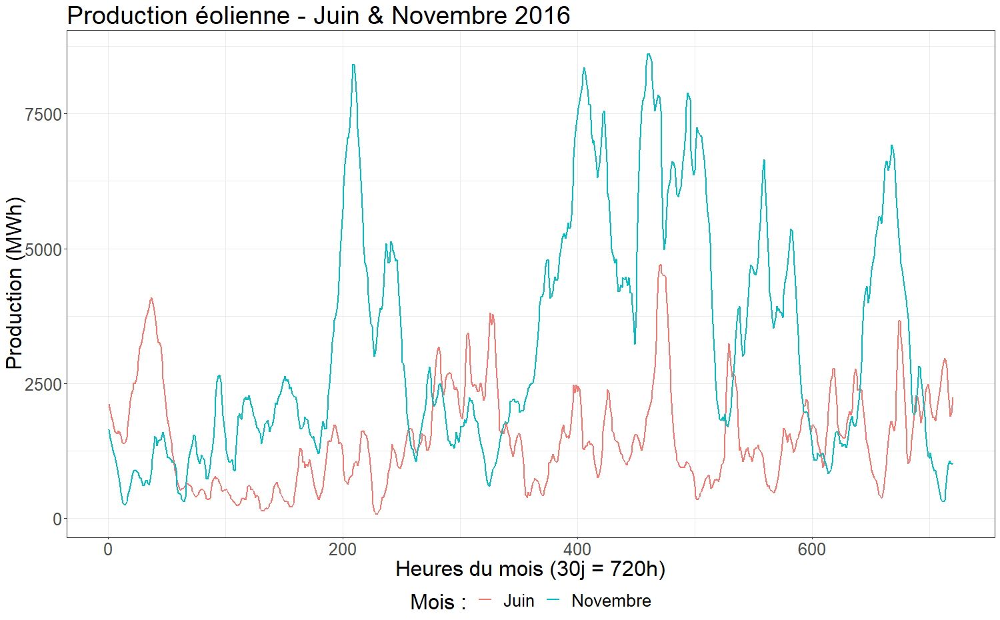 Production éolienne - Juin & Novembre 2016
Production (MWh)
7500
5000
2500
0
0 200 400 600
Heures du mois (30j = 720h)
Mois : Juin Novembre